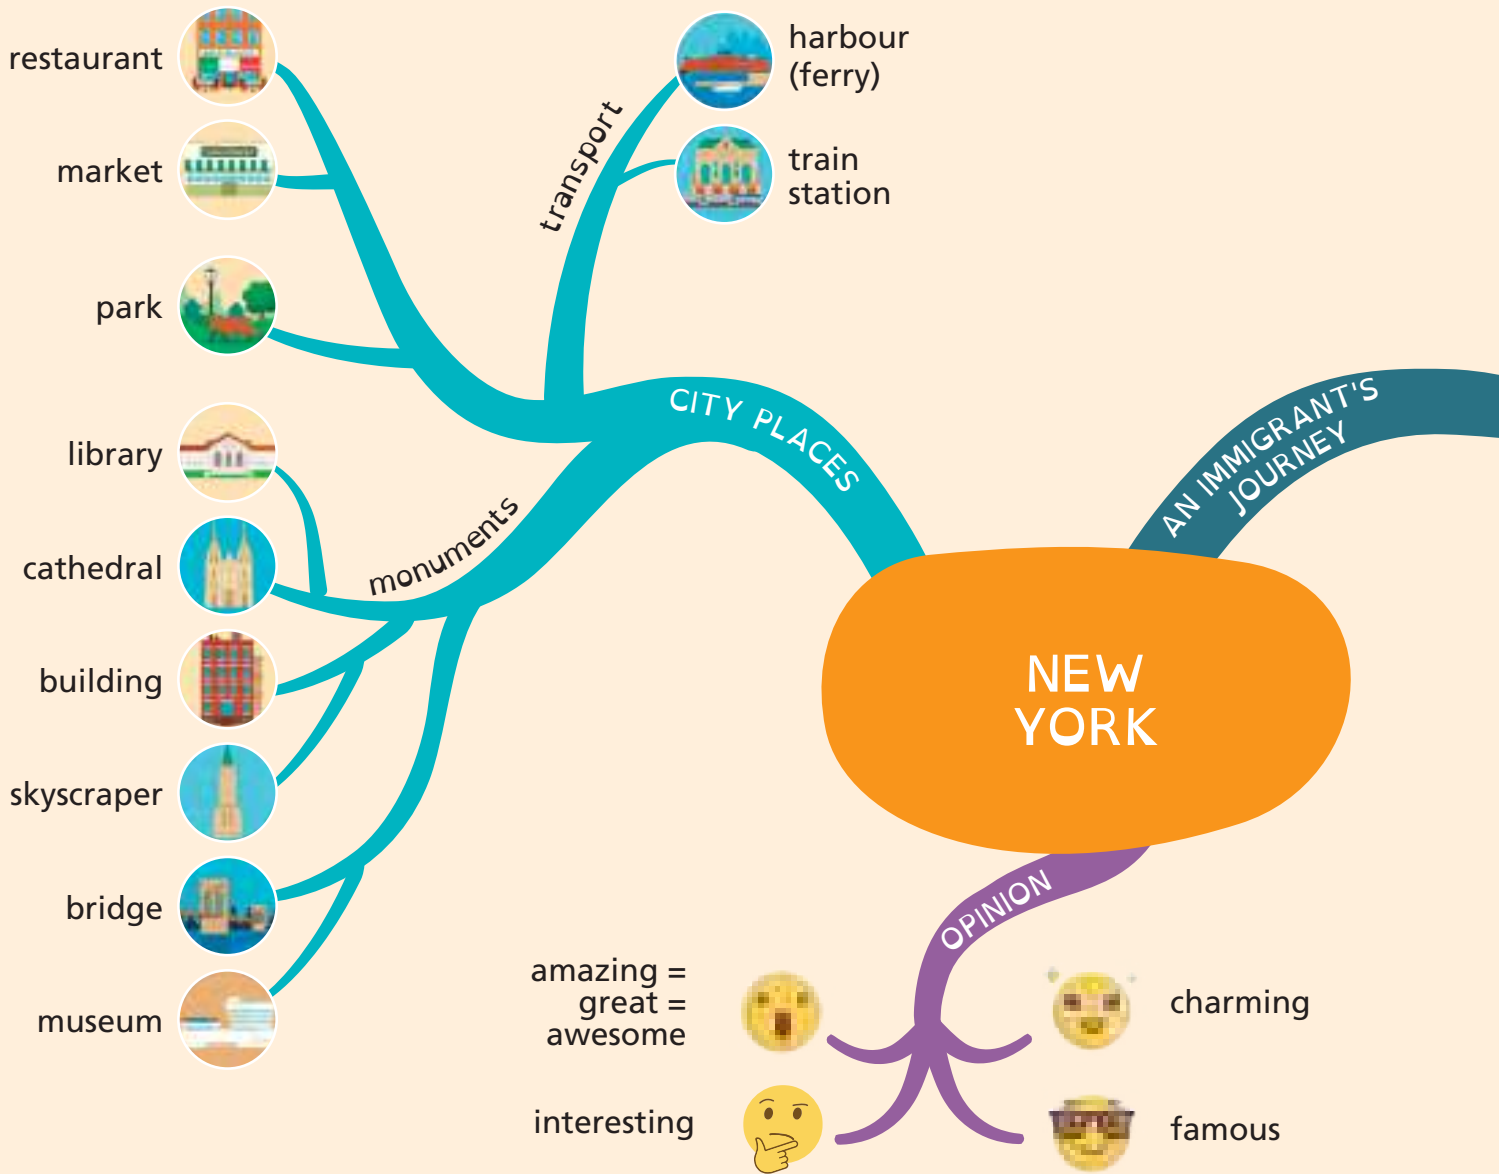 restaurant
market
park
library
cathedral
building
skyscraper
bridge
museum
transport
harbour
(ferry)
train
station
monuments
CITY PLACES
AN IMMIGRANT'S
JOURNEY
NEW
YORK
OPINION
amazing =
great =
awesome
interesting
charming
famous